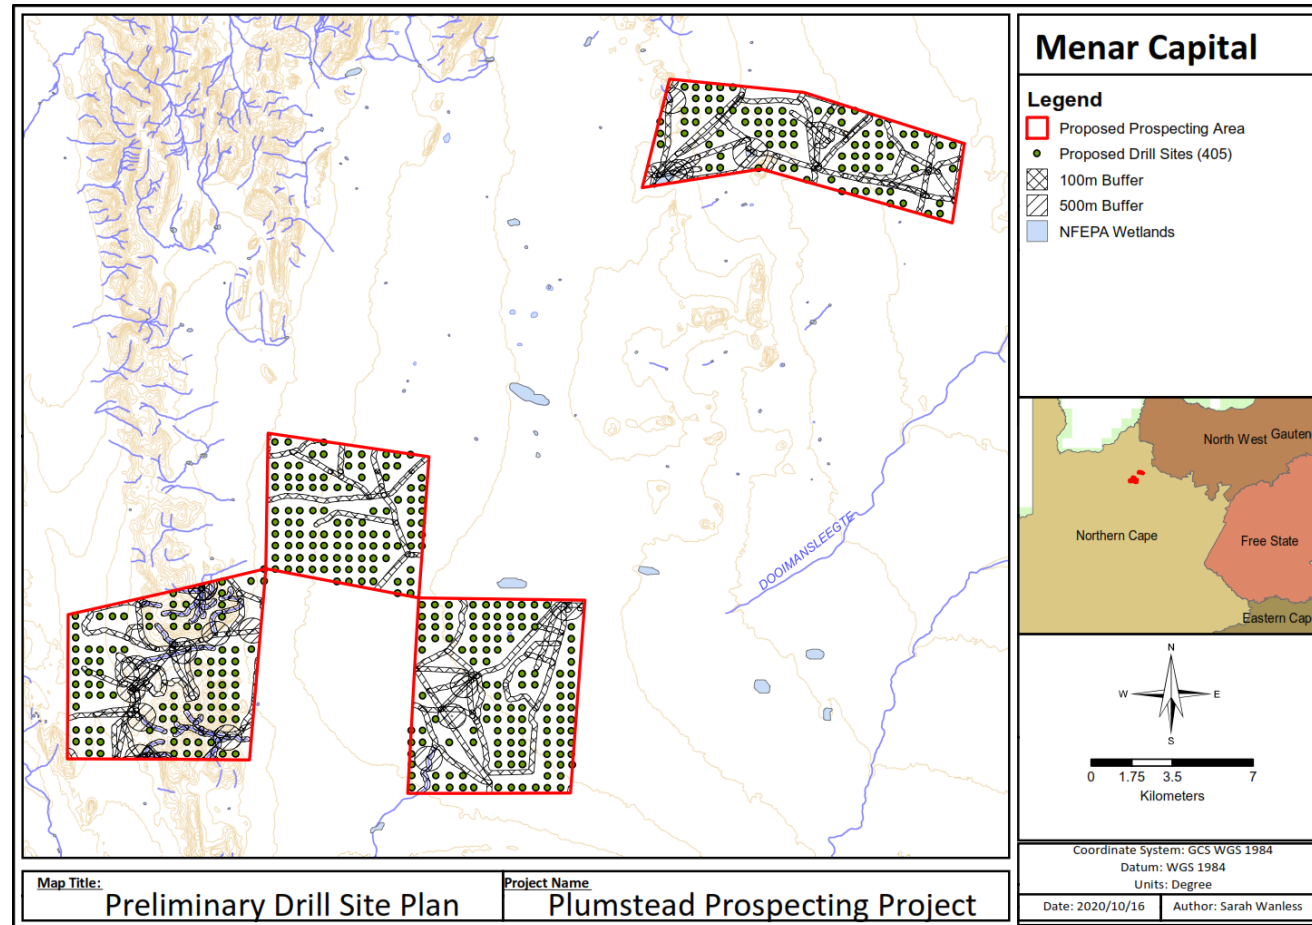 Menar Capital
Legend
Proposed Prospecting Area
Proposed Drill Sites (405)
100m Buffer
500m Buffer
NFEPA Wetlands
DOOIMANSLEEGTE
North West
Gauten
Northern Cape
Free State
Eastern Cap
N
W E
S
0 1.75 3.5 7
Kilometers
Coordinate System: GCS WGS 1984
Datum: WGS 1984
Units: Degree
Date: 2020/10/16
Author: Sarah Wanless
Map Title:
Preliminary Drill Site Plan
Project Name
Plumstead Prospecting Project